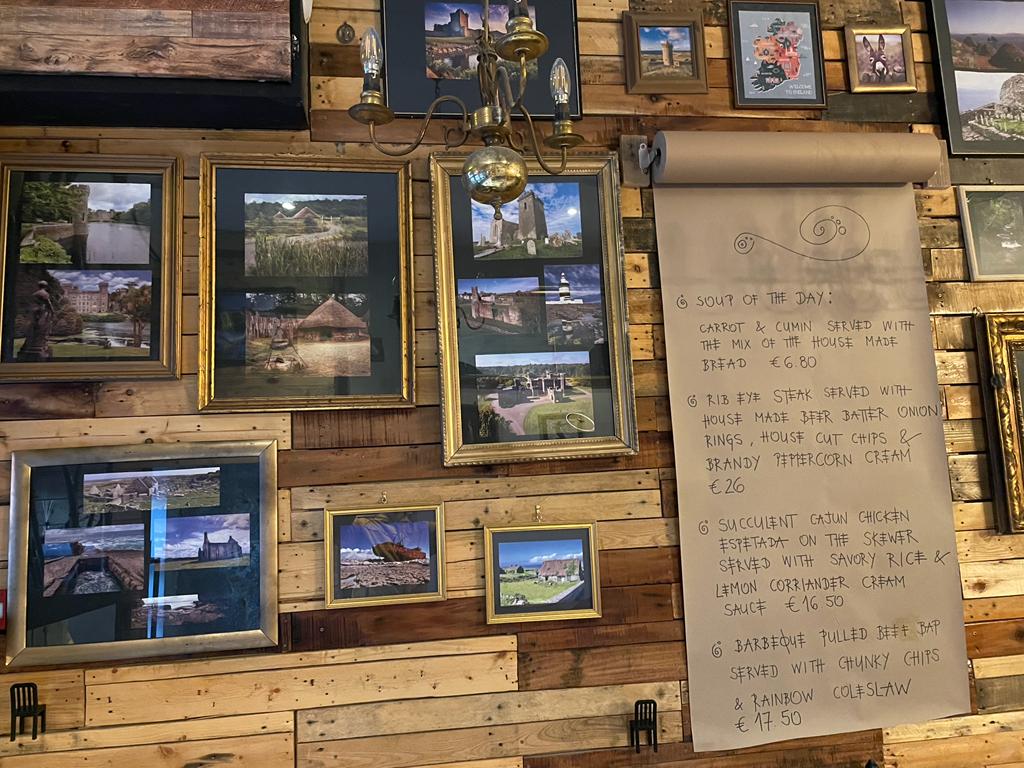 WELCOME
TO IRELAND
SOUP OF THE DAY:
CARROT & CUMIN SERVED WITH
THE MIX OF THE HOUSE MADE
BREAD €6.80
RIB EYE STEAK SERVED WITH
HOUSE MADE BEER BATTER ONION
RINGS, HOUSE CUT CHIPS &
BRANDY PEPPERCORN CREAM
€26
SUCCULENT CAJUN CHICKEN
ESPETADA ON THE SKEWER
SERVED WITH SAVORY RICE &
LEMON CORRIANDER CREAM
SAUCE €16.50
BARBEQUE PULLED BEEF BAP
SERVED WITH CHUNKY CHIPS
& RAINBOW COLESLAW
€17.50